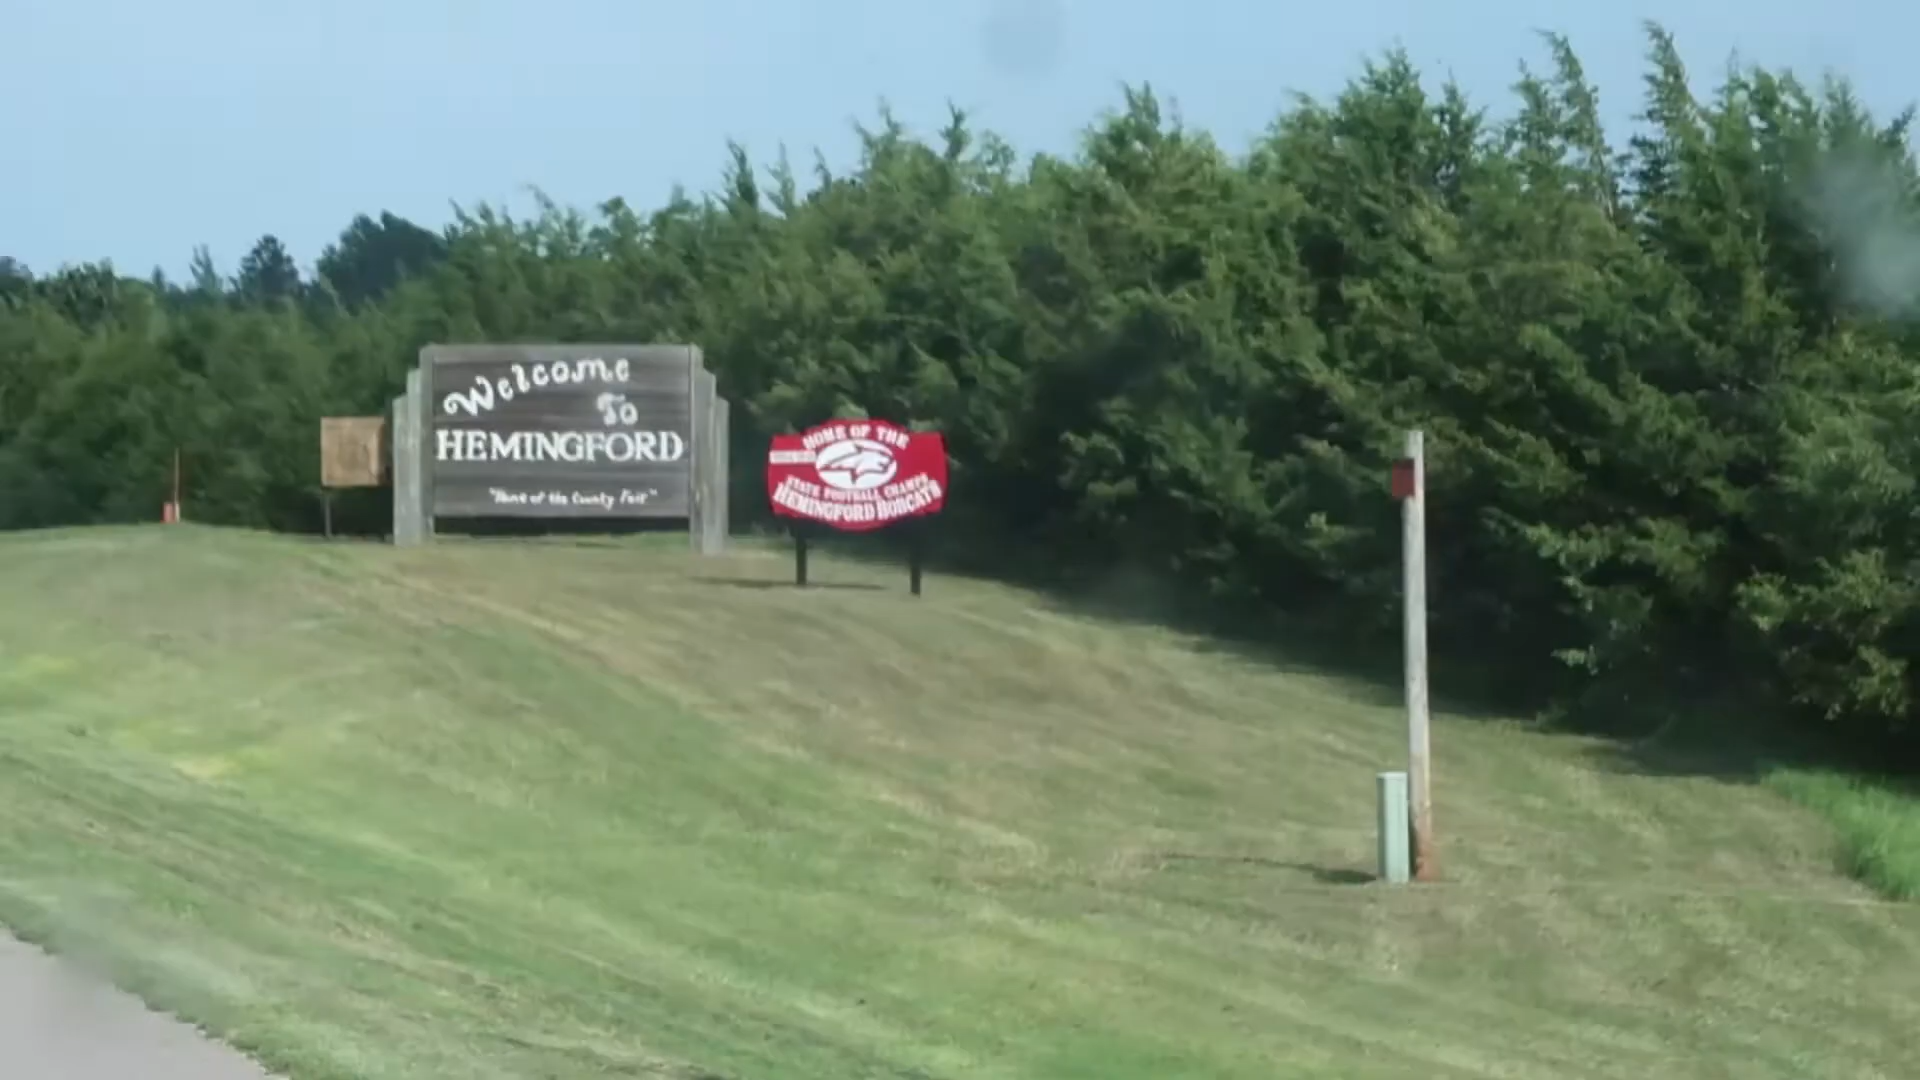 Welcome
To
HEMINGFORD
"Home of the County Fair"
HOME OF THE
STATE FOOTBALL CHAMPS
HEMINGFORD BOBCATS